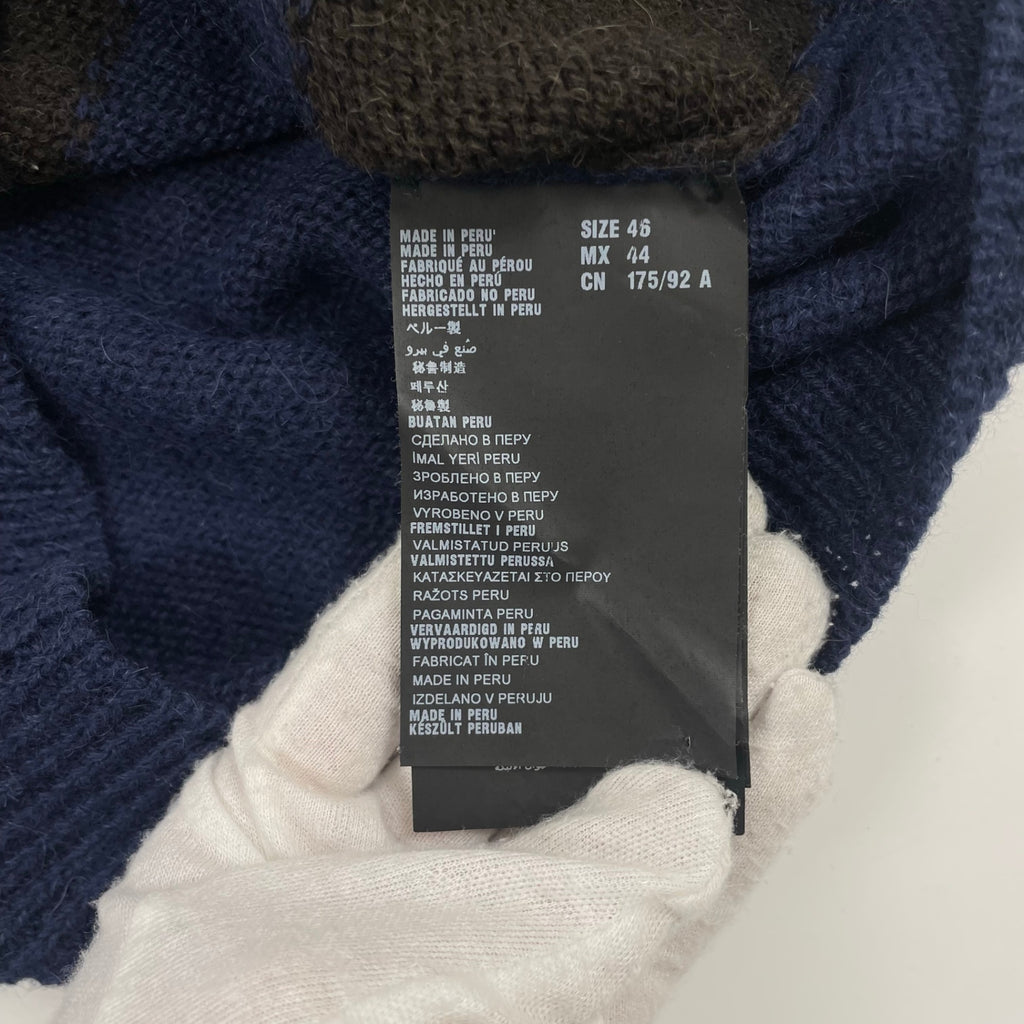 MADE IN PERU'
MADE IN PERU
FABRIQUÉ AU PÉROU
HECHO EN PERÚ
FABRICADO NO PERU
HERGESTELLT IN PERU
ペルー製
صُنع في بيرو
秘鲁制造
페루산
秘魯製
BUATAN PERU
СДЕЛАНО В ПЕРУ
İMAL YERİ PERU
ЗРОБЛЕНО В ПЕРУ
ИЗРАБОТЕНО В ПЕРУ
VYROBENO V PERU
FREMSTILLET I PERU
VALMISTATUD PERUUS
VALMISTETTU PERUSSA
ΚΑΤΑΣΚΕΥΑΖΕΤΑΙ ΣΤΟ ΠΕΡΟΥ
RAŽOTS PERU
PAGAMINTA PERU
VERVAARDIGD IN PERU
WYPRODUKOWANO W PERU
FABRICAT ÎN PERU
MADE IN PERU
IZDELANO V PERUJU
MADE IN PERU
KÉSZÜLT PERUBAN
SIZE 46
MX 44
CN 175/92 A